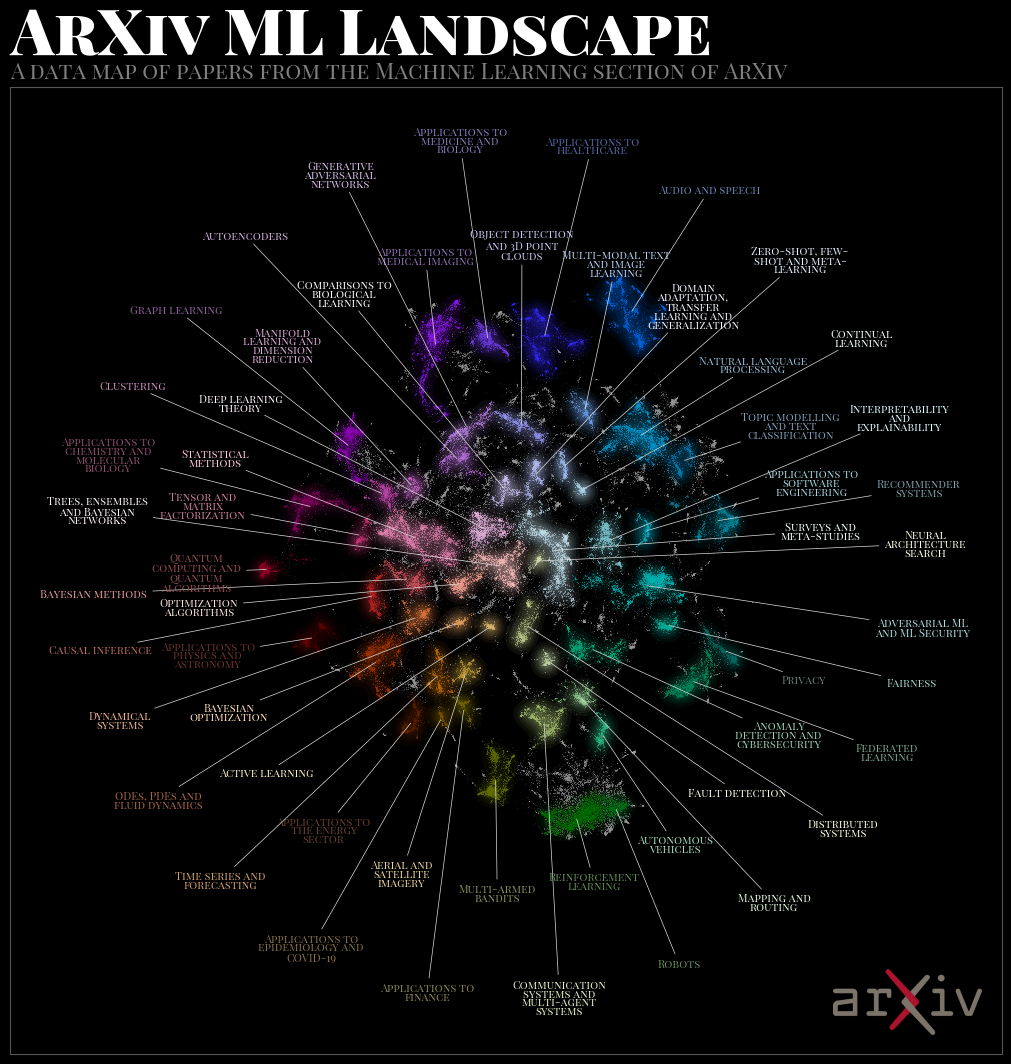 ArXiv ML Landscape
A data map of papers from the Machine Learning section of ArXiv
Applications to
medicine and
biology
Applications to
healthcare
Generative
adversarial
networks
Audio and speech
Autoencoders
Object detection
and 3D point
clouds
Applications to
medical imaging
Multi-modal text
and image
learning
Zero-shot, few-
shot and meta-
learning
Comparisons to
biological
learning
Domain
adaptation,
transfer
learning and
generalization
Graph learning
Manifold
learning and
dimension
reduction
Continual
learning
Natural language
processing
Clustering
Deep learning
theory
Topic modelling
and text
classification
Interpretability
and
explainability
Applications to
chemistry and
molecular
biology
Statistical
methods
Applications to
software
engineering
Recommender
systems
Trees, ensembles
and Bayesian
networks
Tensor and
matrix
factorization
Surveys and
meta-studies
Neural
architecture
search
Quantum
computing and
quantum
algorithms
Bayesian methods
Optimization
algorithms
Adversarial ML
and ML Security
Causal inference
Applications to
physics and
astronomy
Privacy
Fairness
Dynamical
systems
Bayesian
optimization
Anomaly
detection and
cybersecurity
Federated
learning
Active learning
ODEs, PDEs and
fluid dynamics
Fault detection
Applications to
the energy
sector
Distributed
systems
Autonomous
vehicles
Time series and
forecasting
Aerial and
satellite
imagery
Multi-armed
bandits
Reinforcement
learning
Mapping and
routing
Applications to
epidemiology and
COVID-19
Robots
Applications to
finance
Communication
systems and
multi-agent
systems
arXiv